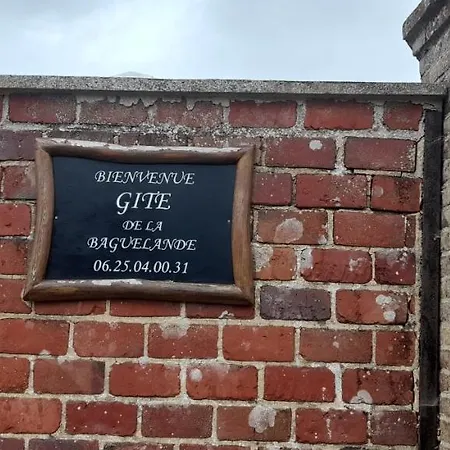 BIENVENUE
GITE
DE LA
BAGUELANDE
06.25.04.00.31